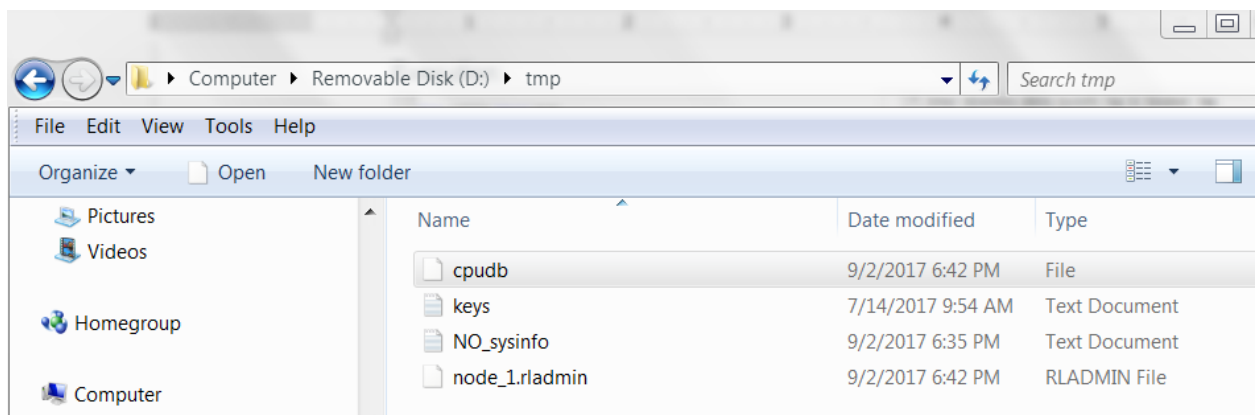 Computer Removable Disk (D:) tmp Search tmp
File Edit View Tools Help
Organize Open New folder
Pictures
Videos
Homegroup
Computer
Name Date modified Type
cpudb 9/2/2017 6:42 PM File
keys 7/14/2017 9:54 AM Text Document
NO_sysinfo 9/2/2017 6:35 PM Text Document
node_1.rladmin 9/2/2017 6:42 PM RLADMIN File